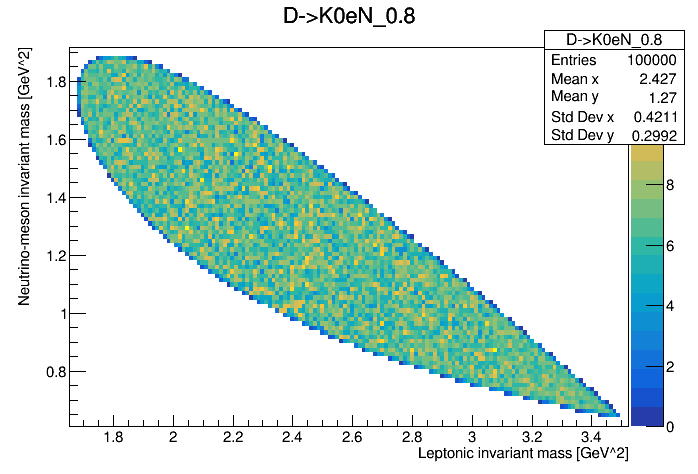 D->K0eN_0.8
D->K0eN_0.8
Entries 100000
Mean x 2.427
Mean y 1.27
Std Dev x 0.4211
Std Dev y 0.2992
Neutrino-meson invariant mass [GeV^2]
1.8
1.6
1.4
1.2
1
0.8
8
6
4
2
0
1.8 2 2.2 2.4 2.6 2.8 3 3.2 3.4
Leptonic invariant mass [GeV^2]